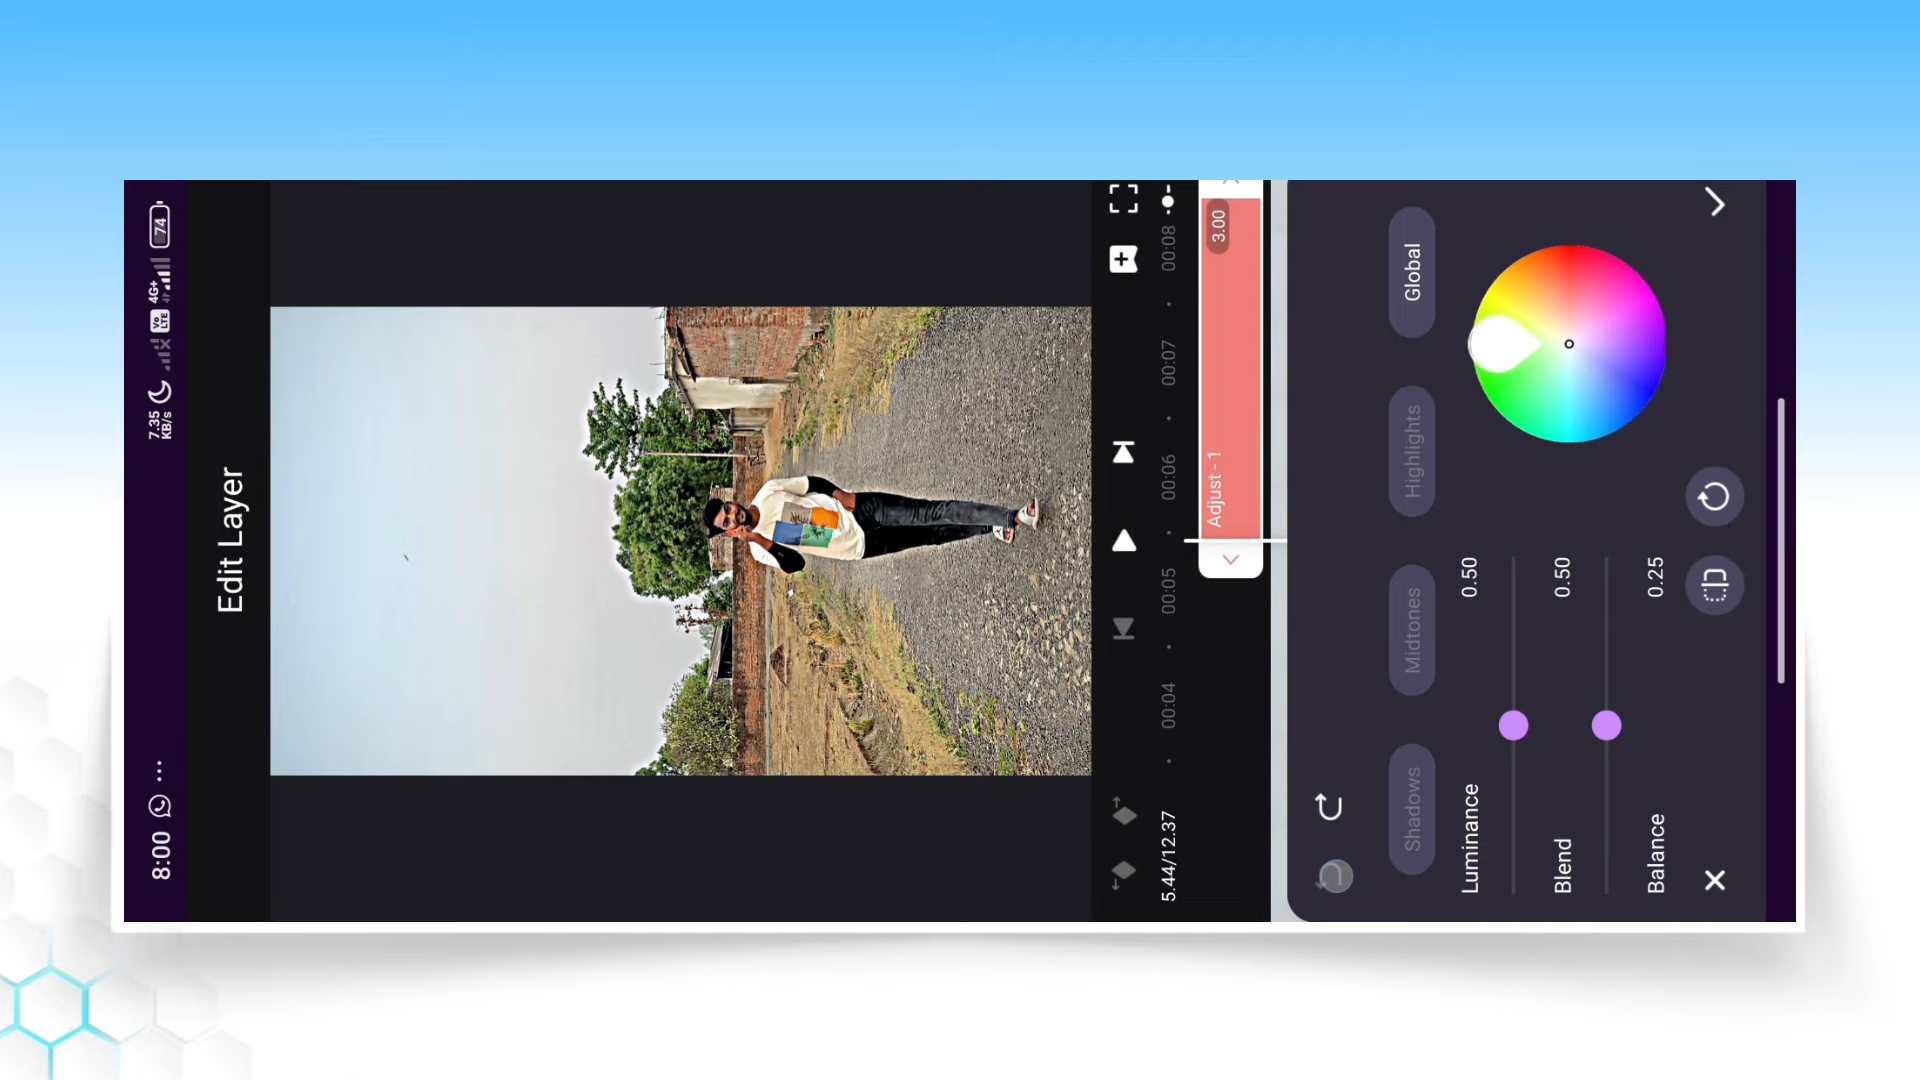 8:00
7.35 KB/s
Vo LTE
4G+
74
Edit Layer
5.44/12.37
00:04
00:05
00:06
00:07
00:08
Adjust - 1
3.00
Shadows
Midtones
Highlights
Global
Luminance
0.50
Blend
0.50
Balance
0.25